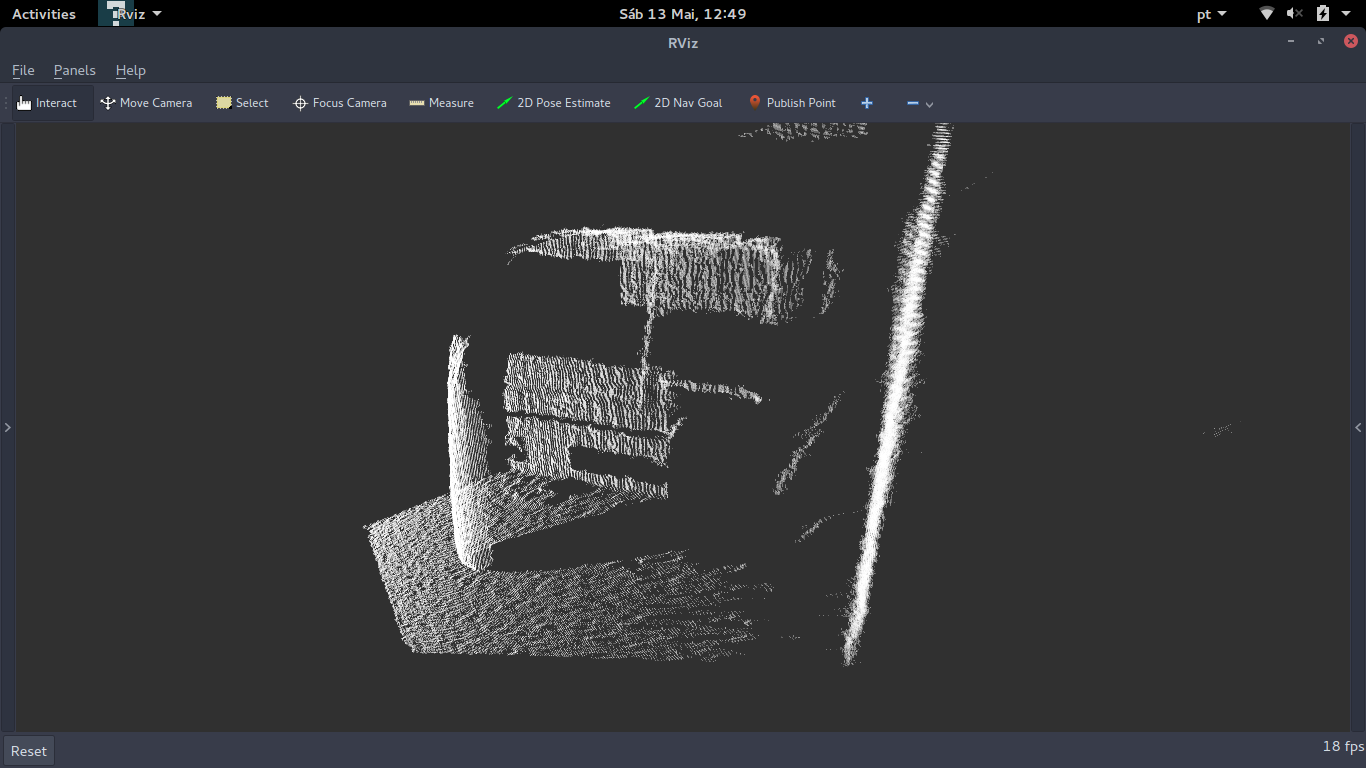 Activities Rviz Sáb 13 Mai, 12:49 pt
RViz
File Panels Help
Interact Move Camera Select Focus Camera Measure 2D Pose Estimate 2D Nav Goal Publish Point
Reset 18 fps